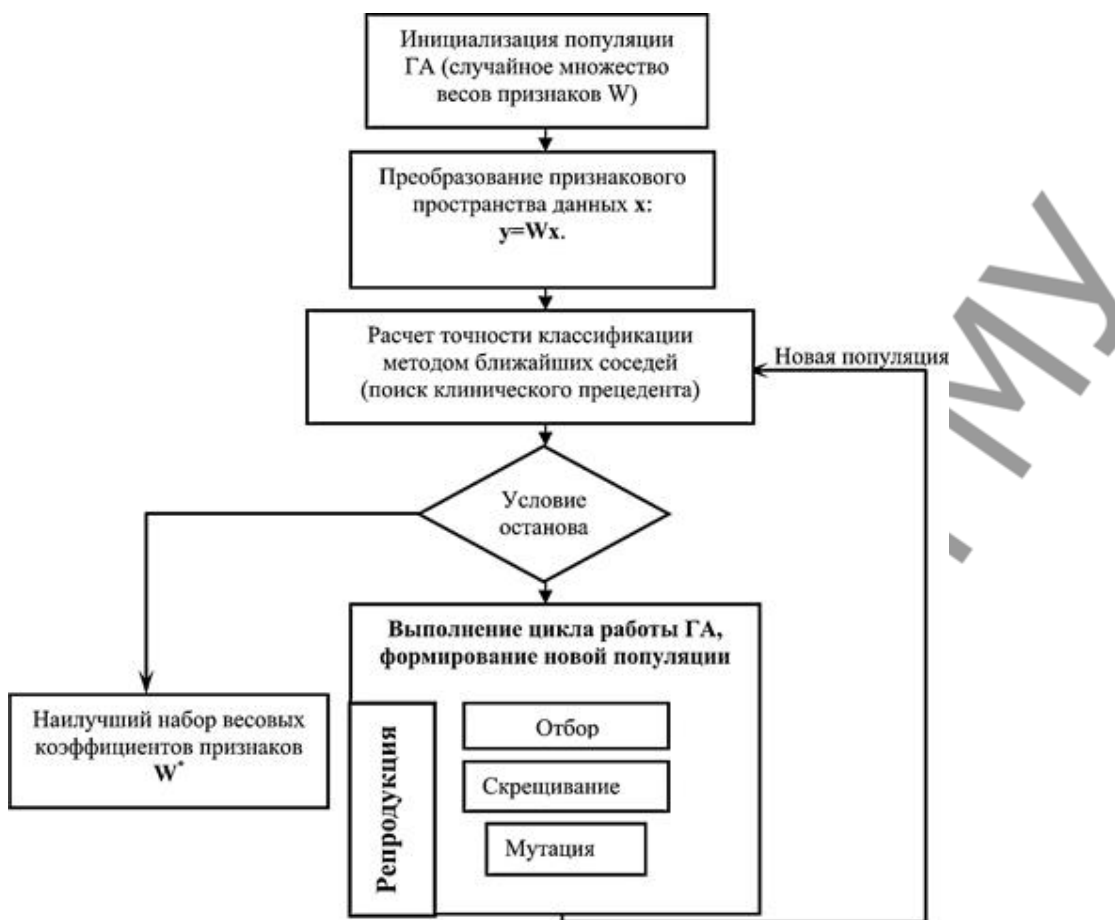 Инициализация популяции
ГА (случайное множество
весов признаков W)
Преобразование признакового
пространства данных x:
y=Wx.
Расчет точности классификации
методом ближайших соседей
(поиск клинического прецедента)
Новая популяция
Условие
останова
Выполнение цикла работы ГА,
формирование новой популяции
Наилучший набор весовых
коэффициентов признаков
W*
Репродукция
Отбор
Скрещивание
Мутация
МУ